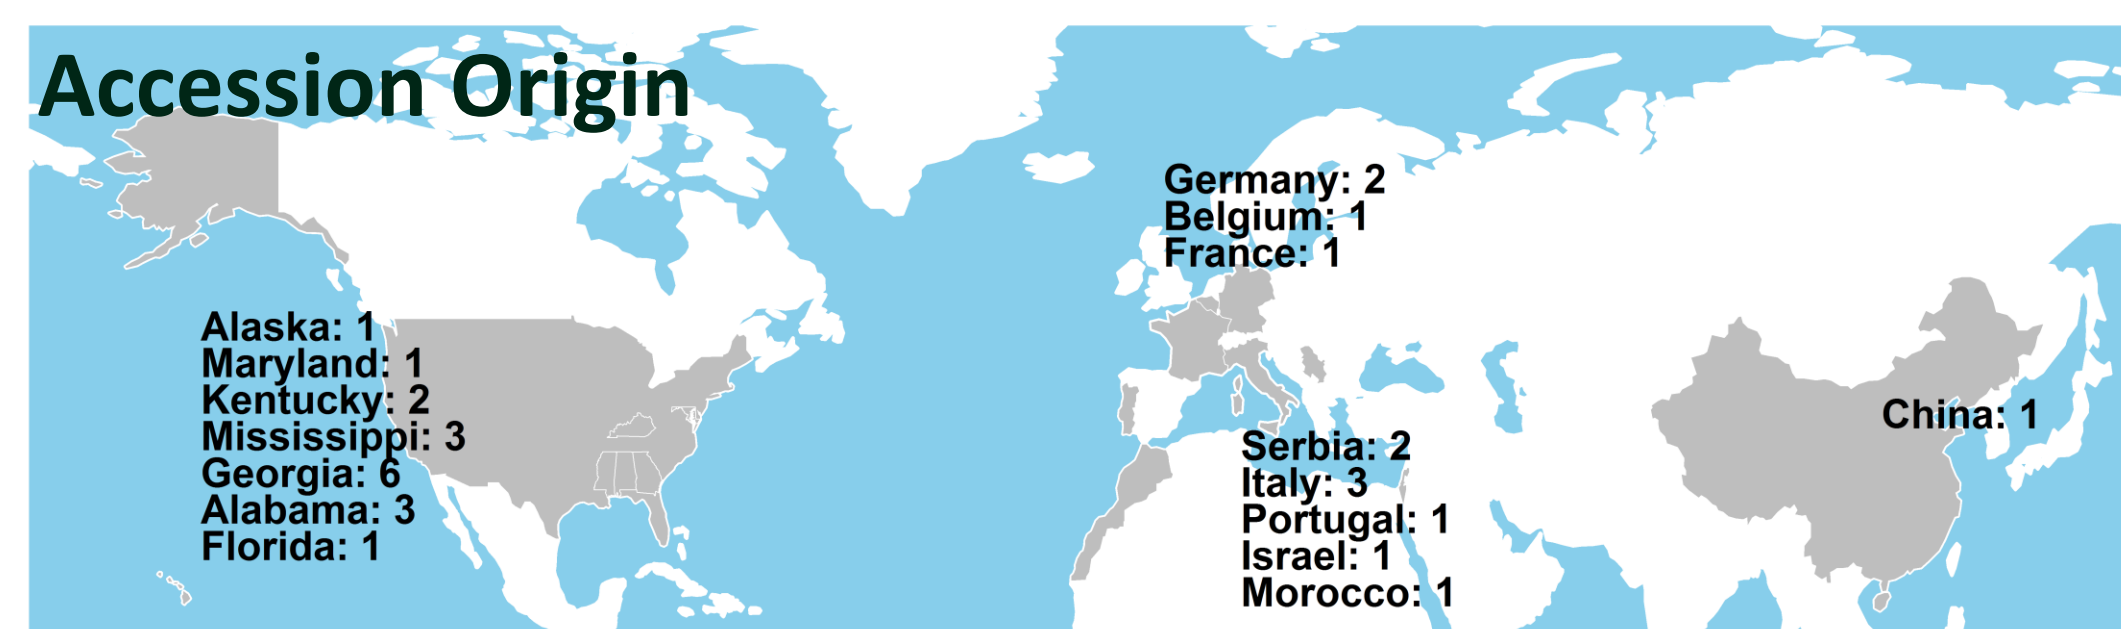 Accession Origin
Germany: 2
Belgium: 1
France: 1
Alaska: 1
Maryland: 1
Kentucky: 2
Mississippi: 3
Georgia: 6
Alabama: 3
Florida: 1
Serbia: 2
Italy: 3
Portugal: 1
Israel: 1
Morocco: 1
China: 1